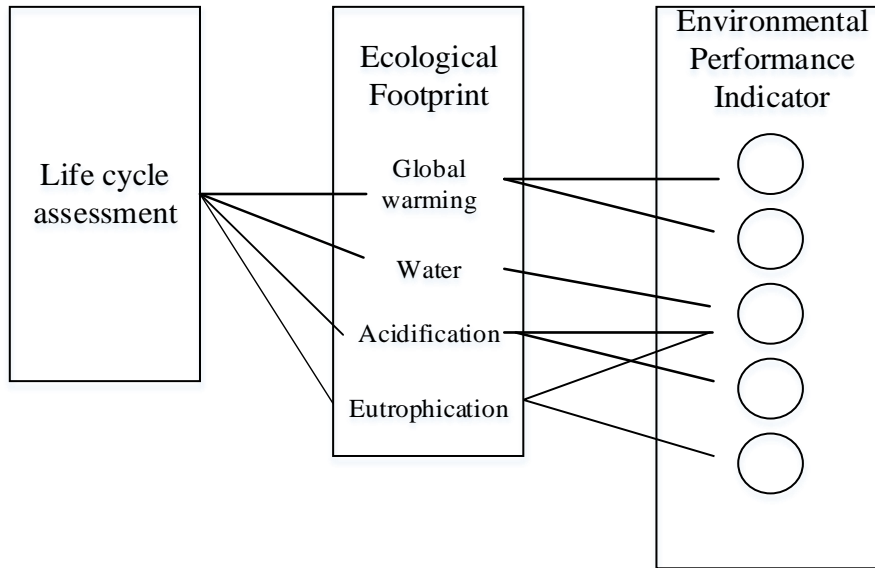 Life cycle
assessment
Ecological
Footprint
Global
warming
Water
Acidification
Eutrophication
Environmental
Performance
Indicator